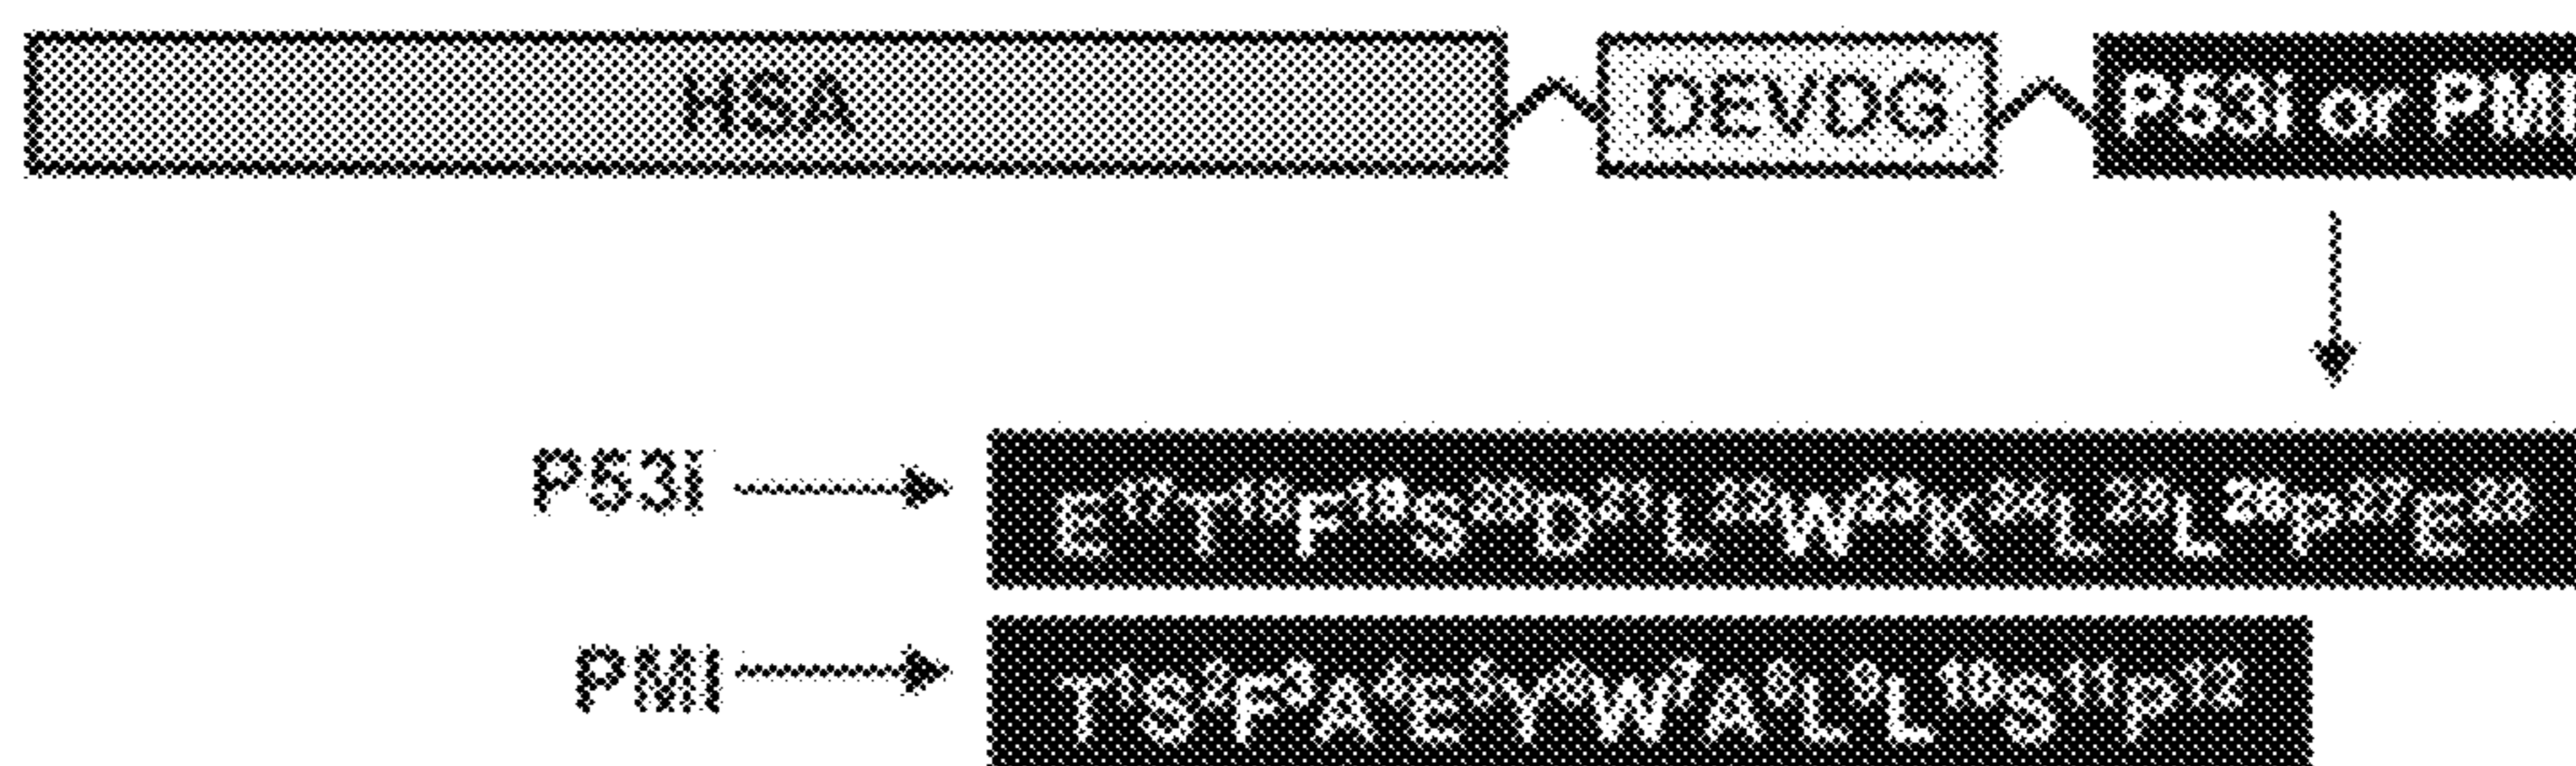 HSA DEVDG P53i or PMI
P53i E17T18F19S20D21L22W23K24L25L26P27E28
PMI T1S2F3A4E5Y6W7A8L9L10S11P12